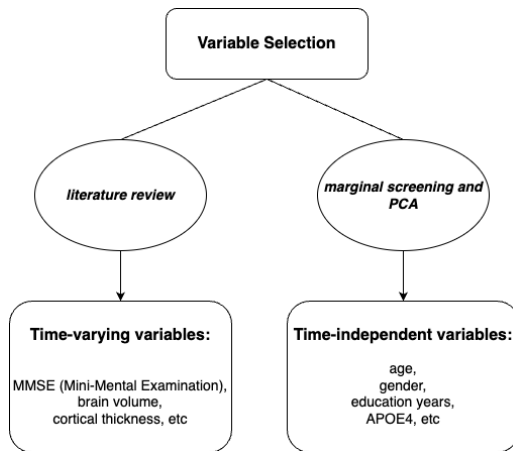 Variable Selection
literature review
marginal screening and
PCA
Time-varying variables:
MMSE (Mini-Mental Examination),
brain volume,
cortical thickness, etc
Time-independent variables:
age,
gender,
education years,
APOE4, etc